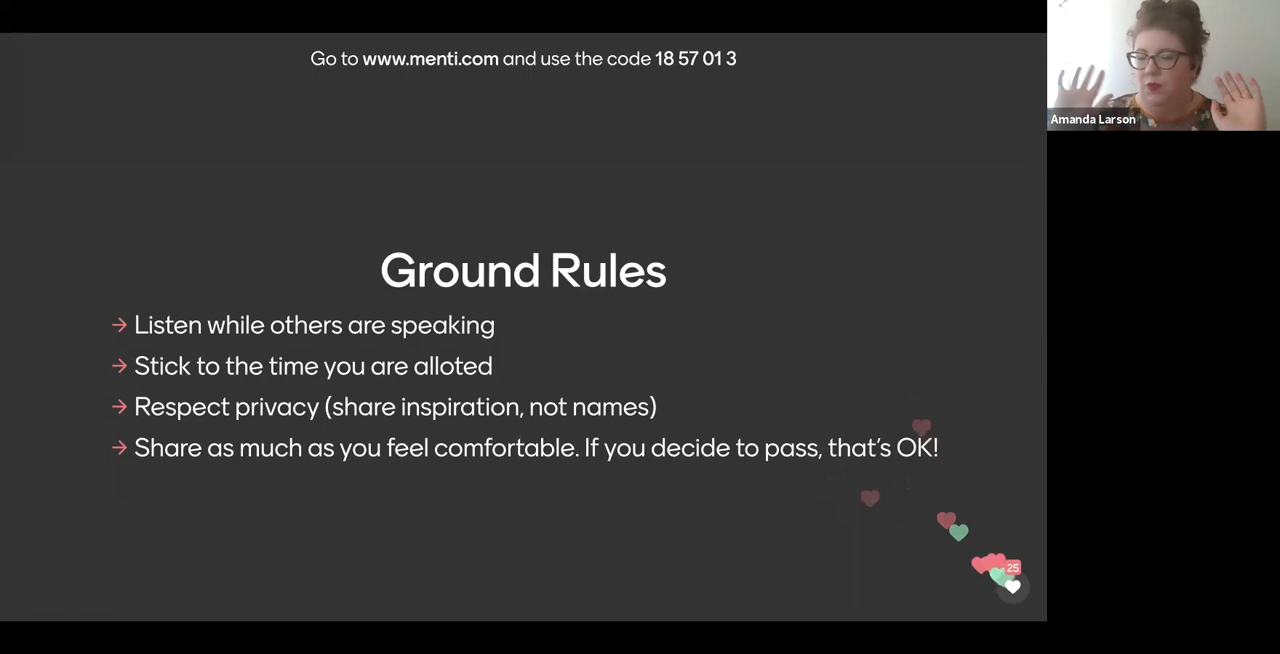 Go to www.menti.com and use the code 18 57 01 3
Amanda Larson
Ground Rules
→ Listen while others are speaking
→ Stick to the time you are alloted
→ Respect privacy (share inspiration, not names)
→ Share as much as you feel comfortable. If you decide to pass, that's OK!
25